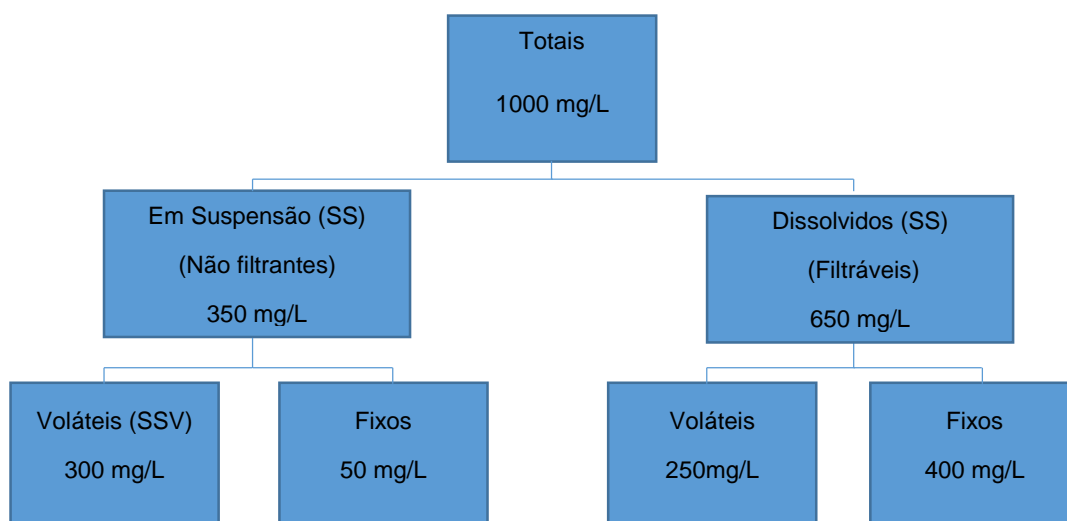 Totais
1000 mg/L
Em Suspensão (SS)
(Não filtrantes)
350 mg/L
Dissolvidos (SS)
(Filtráveis)
650 mg/L
Voláteis (SSV)
300 mg/L
Fixos
50 mg/L
Voláteis
250mg/L
Fixos
400 mg/L